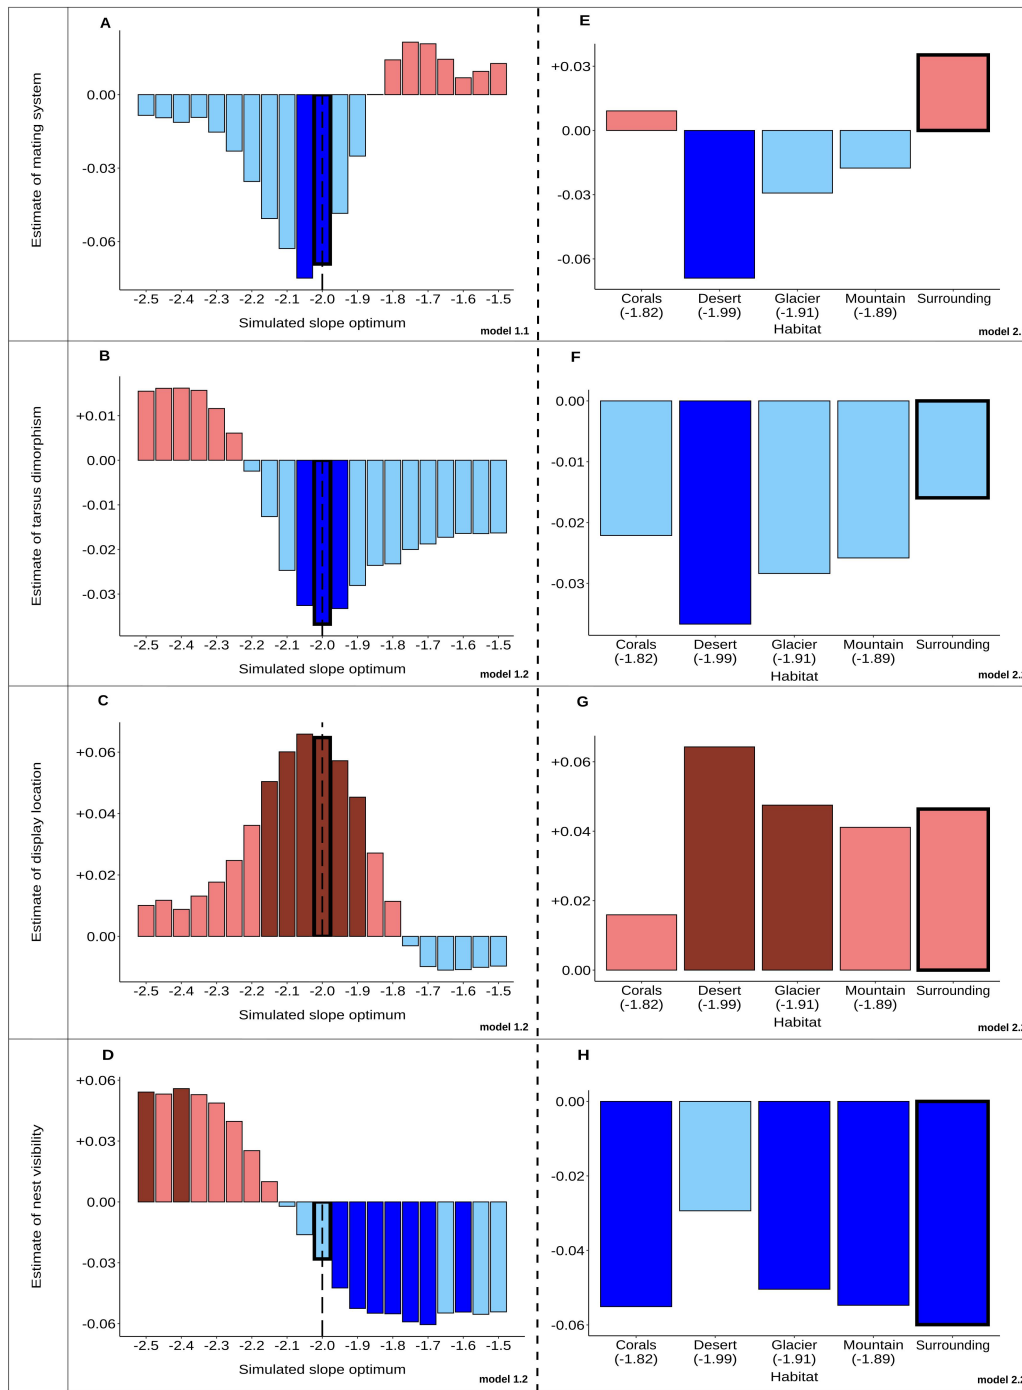 A
Estimate of mating system
0.00
-0.03
-0.06
-2.5 -2.4 -2.3 -2.2 -2.1 -2.0 -1.9 -1.8 -1.7 -1.6 -1.5
Simulated slope optimum
model 1.1
E
+0.03
0.00
-0.03
-0.06
Corals Desert Glacier Mountain Surrounding
(-1.82) (-1.99) (-1.91) (-1.89)
Habitat
model 2.
B
Estimate of tarsus dimorphism
+0.01
0.00
-0.01
-0.02
-0.03
-2.5 -2.4 -2.3 -2.2 -2.1 -2.0 -1.9 -1.8 -1.7 -1.6 -1.5
Simulated slope optimum
model 1.2
F
0.00
-0.01
-0.02
-0.03
Corals Desert Glacier Mountain Surrounding
(-1.82) (-1.99) (-1.91) (-1.89)
Habitat
model 2.
C
Estimate of display location
+0.06
+0.04
+0.02
0.00
-2.5 -2.4 -2.3 -2.2 -2.1 -2.0 -1.9 -1.8 -1.7 -1.6 -1.5
Simulated slope optimum
model 1.2
G
+0.06
+0.04
+0.02
0.00
Corals Desert Glacier Mountain Surrounding
(-1.82) (-1.99) (-1.91) (-1.89)
Habitat
model 2.
D
Estimate of nest visibility
+0.06
+0.03
0.00
-0.03
-0.06
-2.5 -2.4 -2.3 -2.2 -2.1 -2.0 -1.9 -1.8 -1.7 -1.6 -1.5
Simulated slope optimum
model 1.2
H
0.00
-0.02
-0.04
-0.06
Corals Desert Glacier Mountain Surrounding
(-1.82) (-1.99) (-1.91) (-1.89)
Habitat
model 2.